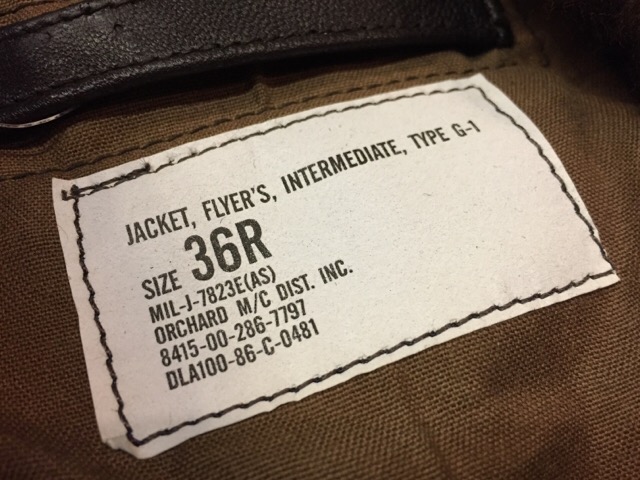 JACKET, FLYER'S, INTERMEDIATE, TYPE G-1
SIZE 36R
MIL-J-7823E(AS)
ORCHARD M/C DIST. INC.
8415-00-286-7797
DLA100-86-C-0481